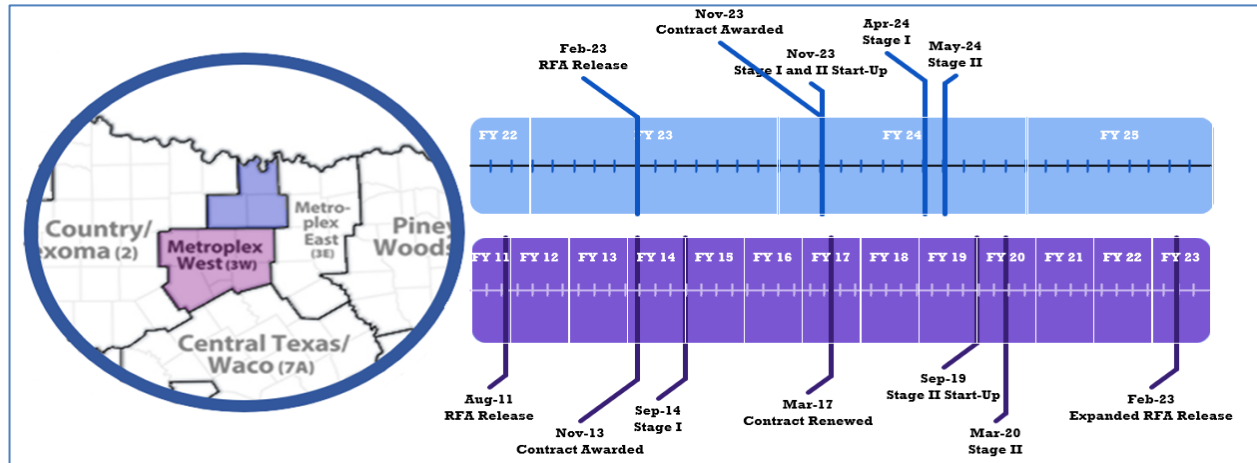 Country/
exoma (2)
Metroplex
West (3W)
Metro-
plex
East
(3E)
Piney
Woods
Central Texas/
Waco (7A)
Feb-23
RFA Release
Nov-23
Contract Awarded
Nov-23
Stage I and II Start-Up
Apr-24
Stage I
May-24
Stage II
FY 22
FY 23
FY 24
FY 25
FY 11
FY 12
FY 13
FY 14
FY 15
FY 16
FY 17
FY 18
FY 19
FY 20
FY 21
FY 22
FY 23
Aug-11
RFA Release
Nov-13
Contract Awarded
Sep-14
Stage I
Mar-17
Contract Renewed
Sep-19
Stage II Start-Up
Mar-20
Stage II
Feb-23
Expanded RFA Release